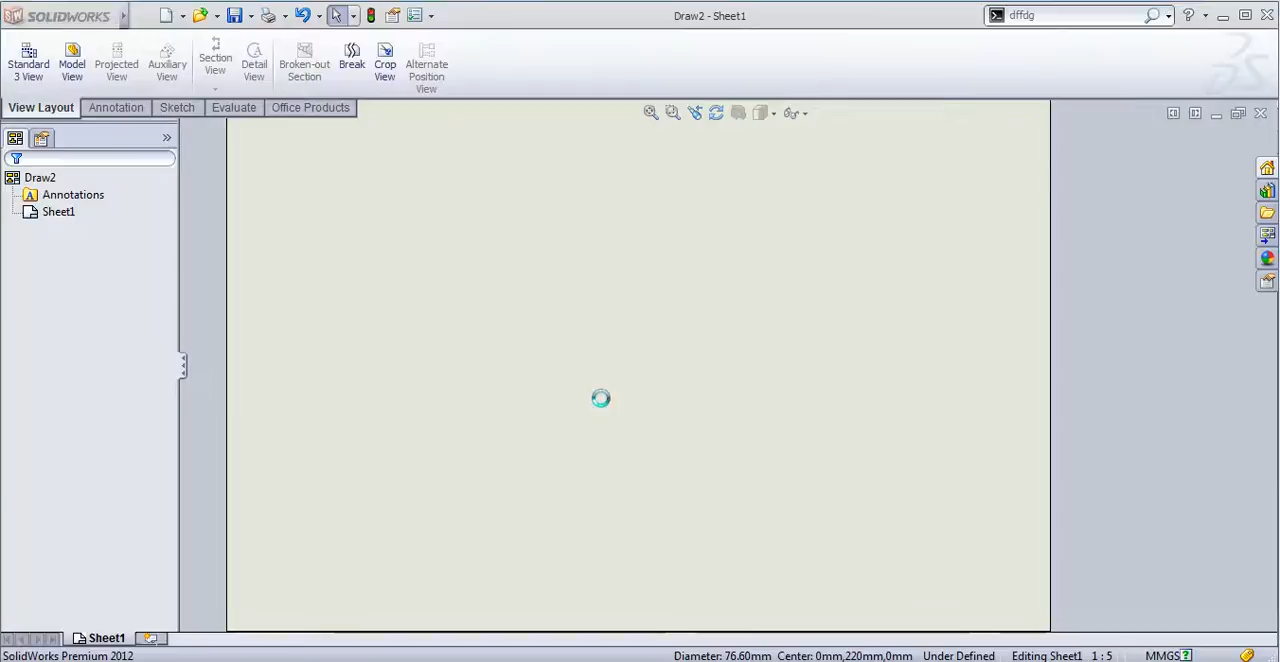 SOLIDWORKS
Draw2 - Sheet1
dffdg
Standard 3 View
Model View
Projected View
Auxiliary View
Section View
Detail View
Broken-out Section
Break
Crop View
Alternate Position View
View Layout
Annotation
Sketch
Evaluate
Office Products
Draw2
A Annotations
Sheet1
Sheet1
SolidWorks Premium 2012
Diameter: 76.60mm Center: 0mm,220mm,0mm
Under Defined
Editing Sheet1
1 : 5
MMGS